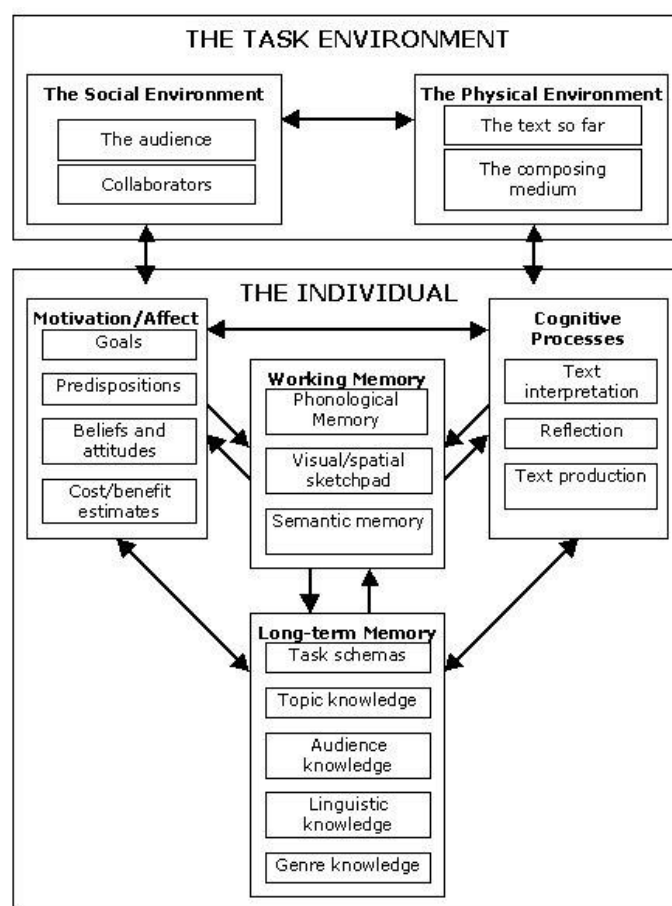 THE TASK ENVIRONMENT
The Social Environment
The audience
Collaborators
The Physical Environment
The text so far
The composing
medium
THE INDIVIDUAL
Motivation/Affect
Goals
Predispositions
Beliefs and
attitudes
Cost/benefit
estimates
Working Memory
Phonological
Memory
Visual/spatial
sketchpad
Semantic memory
Cognitive
Processes
Text
interpretation
Reflection
Text production
Long-term Memory
Task schemas
Topic knowledge
Audience
knowledge
Linguistic
knowledge
Genre knowledge